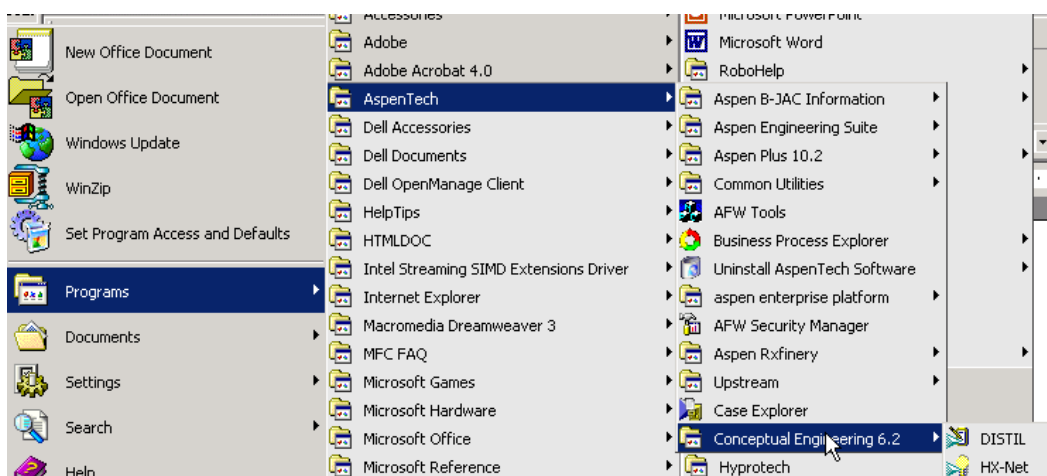 New Office Document
Open Office Document
Windows Update
WinZip
Set Program Access and Defaults
Programs
Documents
Settings
Search
Help
Accessories
Adobe
Adobe Acrobat 4.0
AspenTech
Dell Accessories
Dell Documents
Dell OpenManage Client
HelpTips
HTMLDOC
Intel Streaming SIMD Extensions Driver
Internet Explorer
Macromedia Dreamweaver 3
MFC FAQ
Microsoft Games
Microsoft Hardware
Microsoft Office
Microsoft Reference
Microsoft PowerPoint
Microsoft Word
RoboHelp
Aspen B-JAC Information
Aspen Engineering Suite
Aspen Plus 10.2
Common Utilities
AFW Tools
Business Process Explorer
Uninstall AspenTech Software
aspen enterprise platform
AFW Security Manager
Aspen Rxfinery
Upstream
Case Explorer
Conceptual Engineering 6.2
Hyprotech
DISTIL
HX-Net